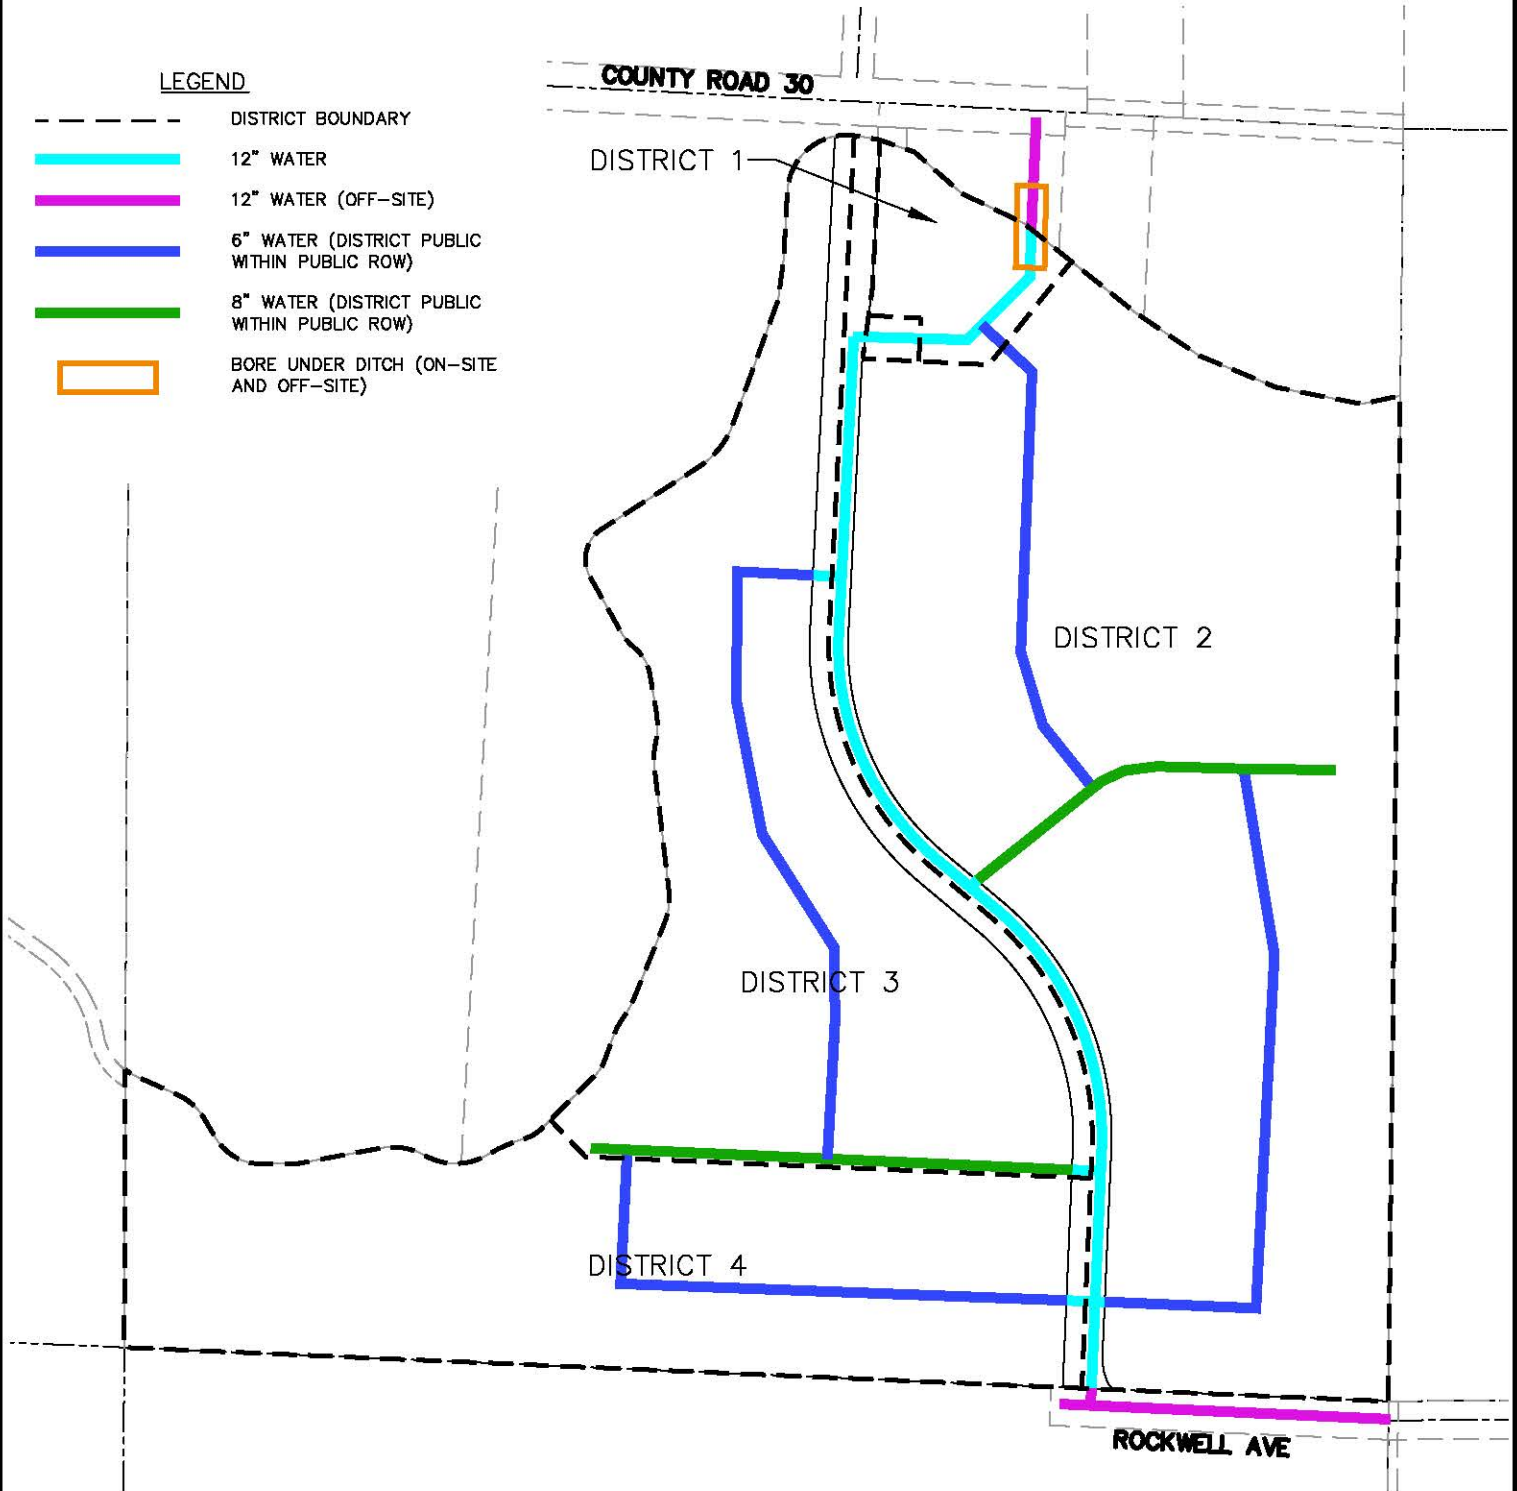 LEGEND
DISTRICT BOUNDARY
12" WATER
12" WATER (OFF-SITE)
6" WATER (DISTRICT PUBLIC
WITHIN PUBLIC ROW)
8" WATER (DISTRICT PUBLIC
WITHIN PUBLIC ROW)
BORE UNDER DITCH (ON-SITE
AND OFF-SITE)
COUNTY ROAD 30
DISTRICT 1
DISTRICT 2
DISTRICT 3
DISTRICT 4
ROCKWELL AVE